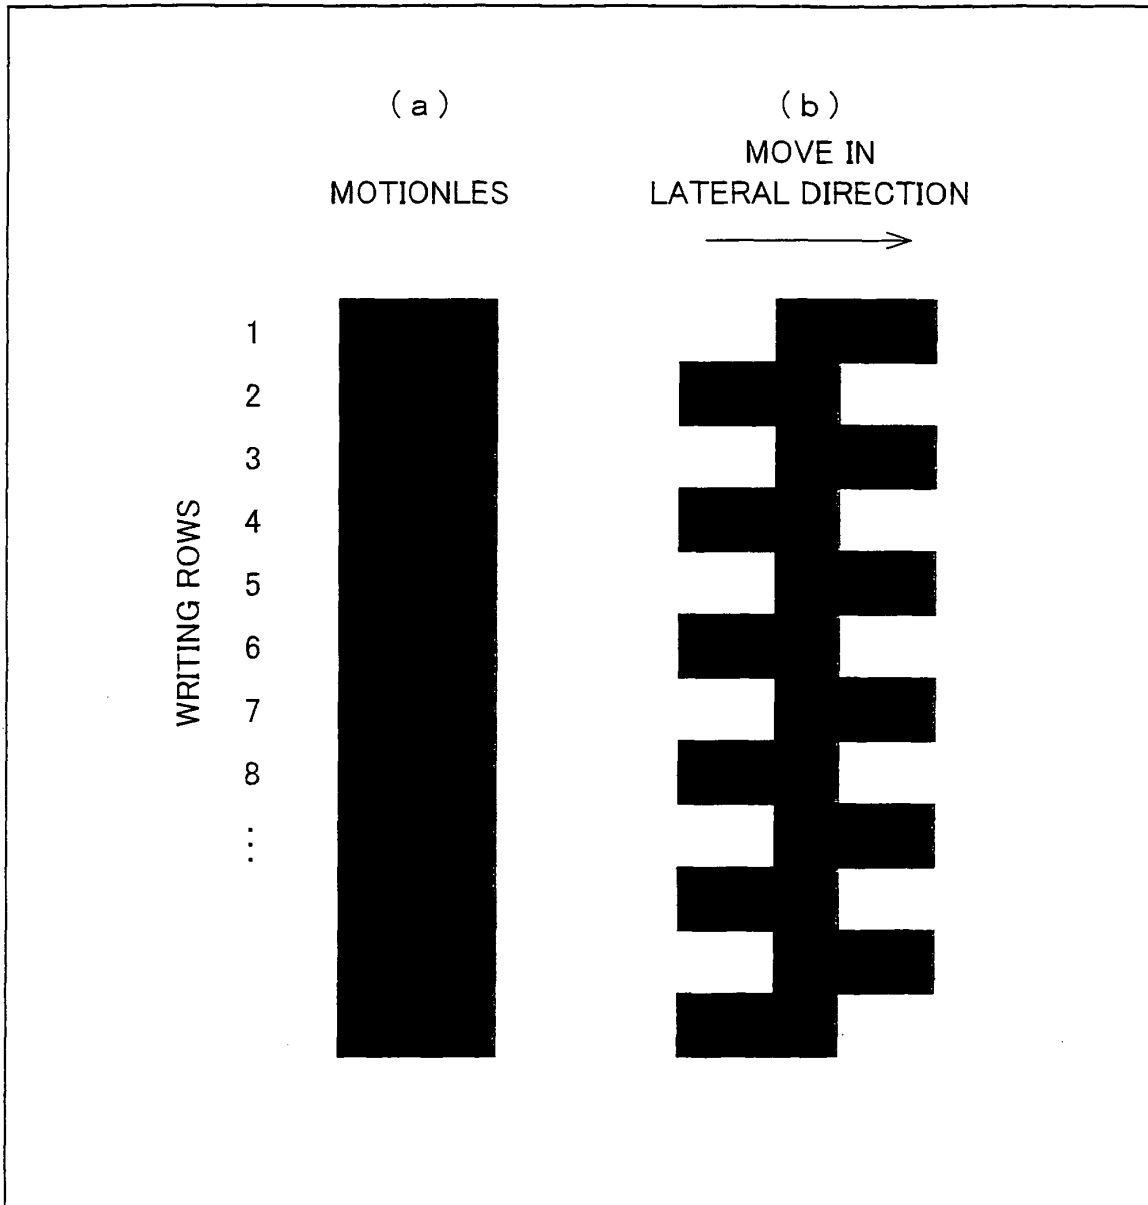 (a)
MOTIONLES
(b)
MOVE IN
LATERAL DIRECTION
WRITING ROWS
1
2
3
4
5
6
7
8
...